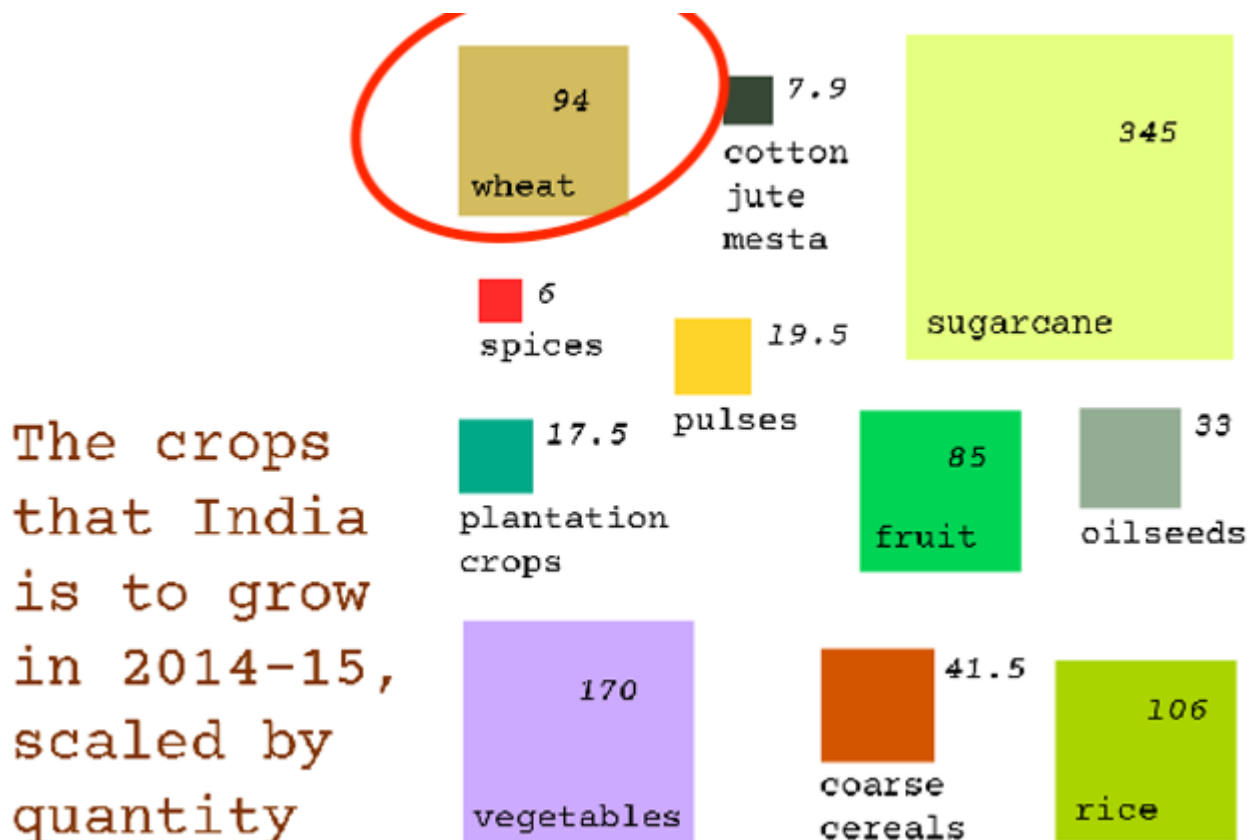 94
wheat
7.9
cotton
jute
mesta
345
sugarcane
6
spices
19.5
pulses
The crops
that India
is to grow
in 2014-15,
scaled by
quantity
17.5
plantation
crops
85
fruit
33
oilseeds
170
vegetables
41.5
coarse
cereals
106
rice